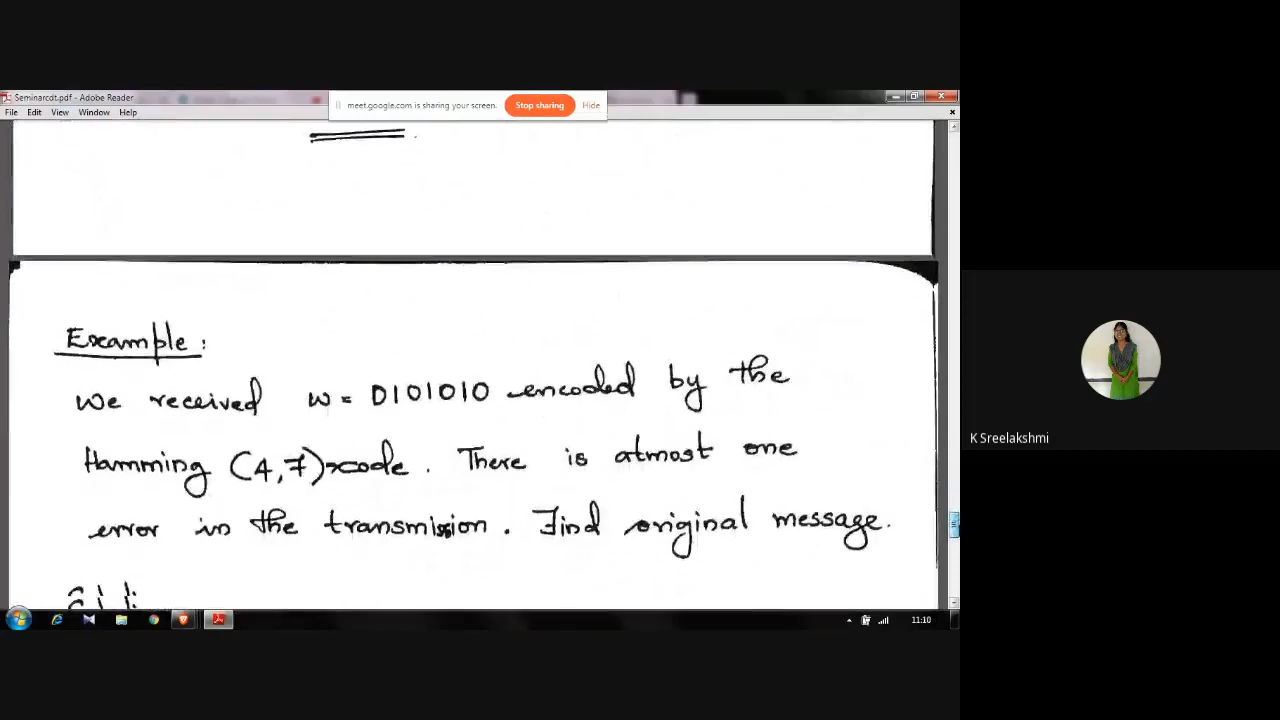 Seminarcdt.pdf - Adobe Reader
meet.google.com is sharing your screen. Stop sharing Hide
File Edit View Window Help
Example:
We received w = 0101010 encoded by the
Hamming (4,7)-code. There is atmost one
error in the transmission. Find original message.
K Sreelakshmi
11:10